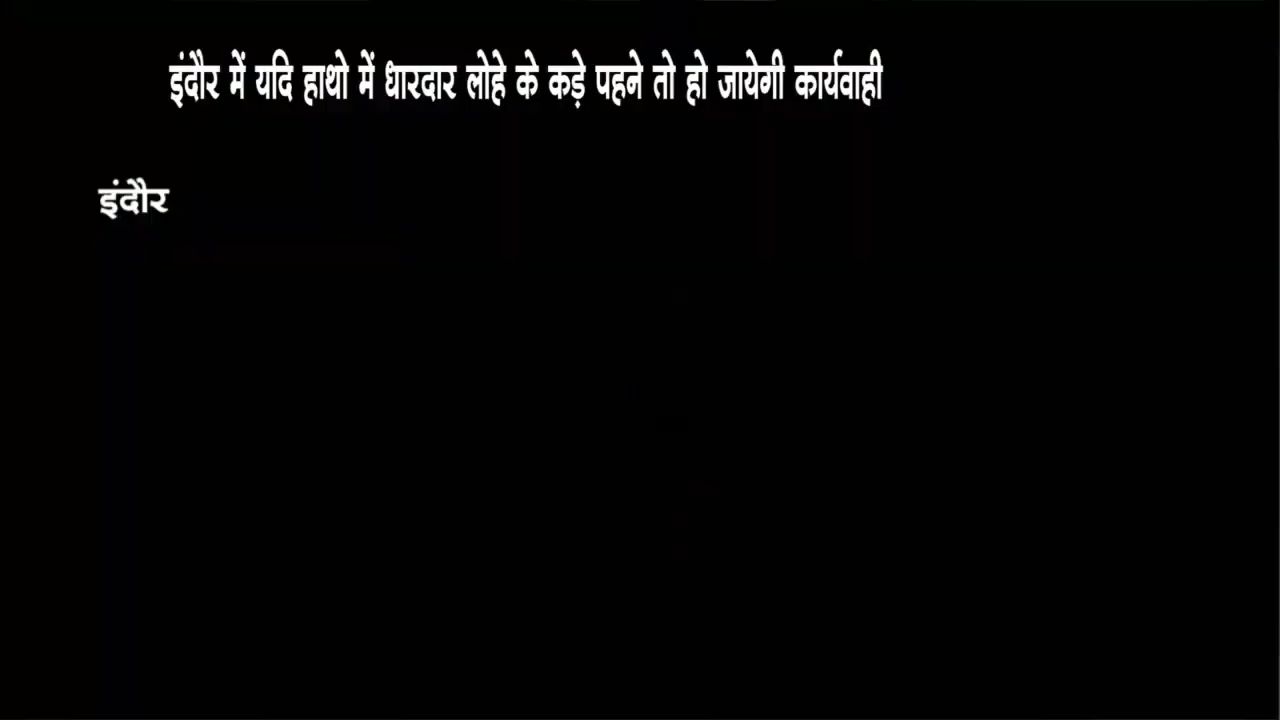 इंदौर में यदि हाथो में धारदार लोहे के कड़े पहने तो हो जायेगी कार्यवाही
इंदौर